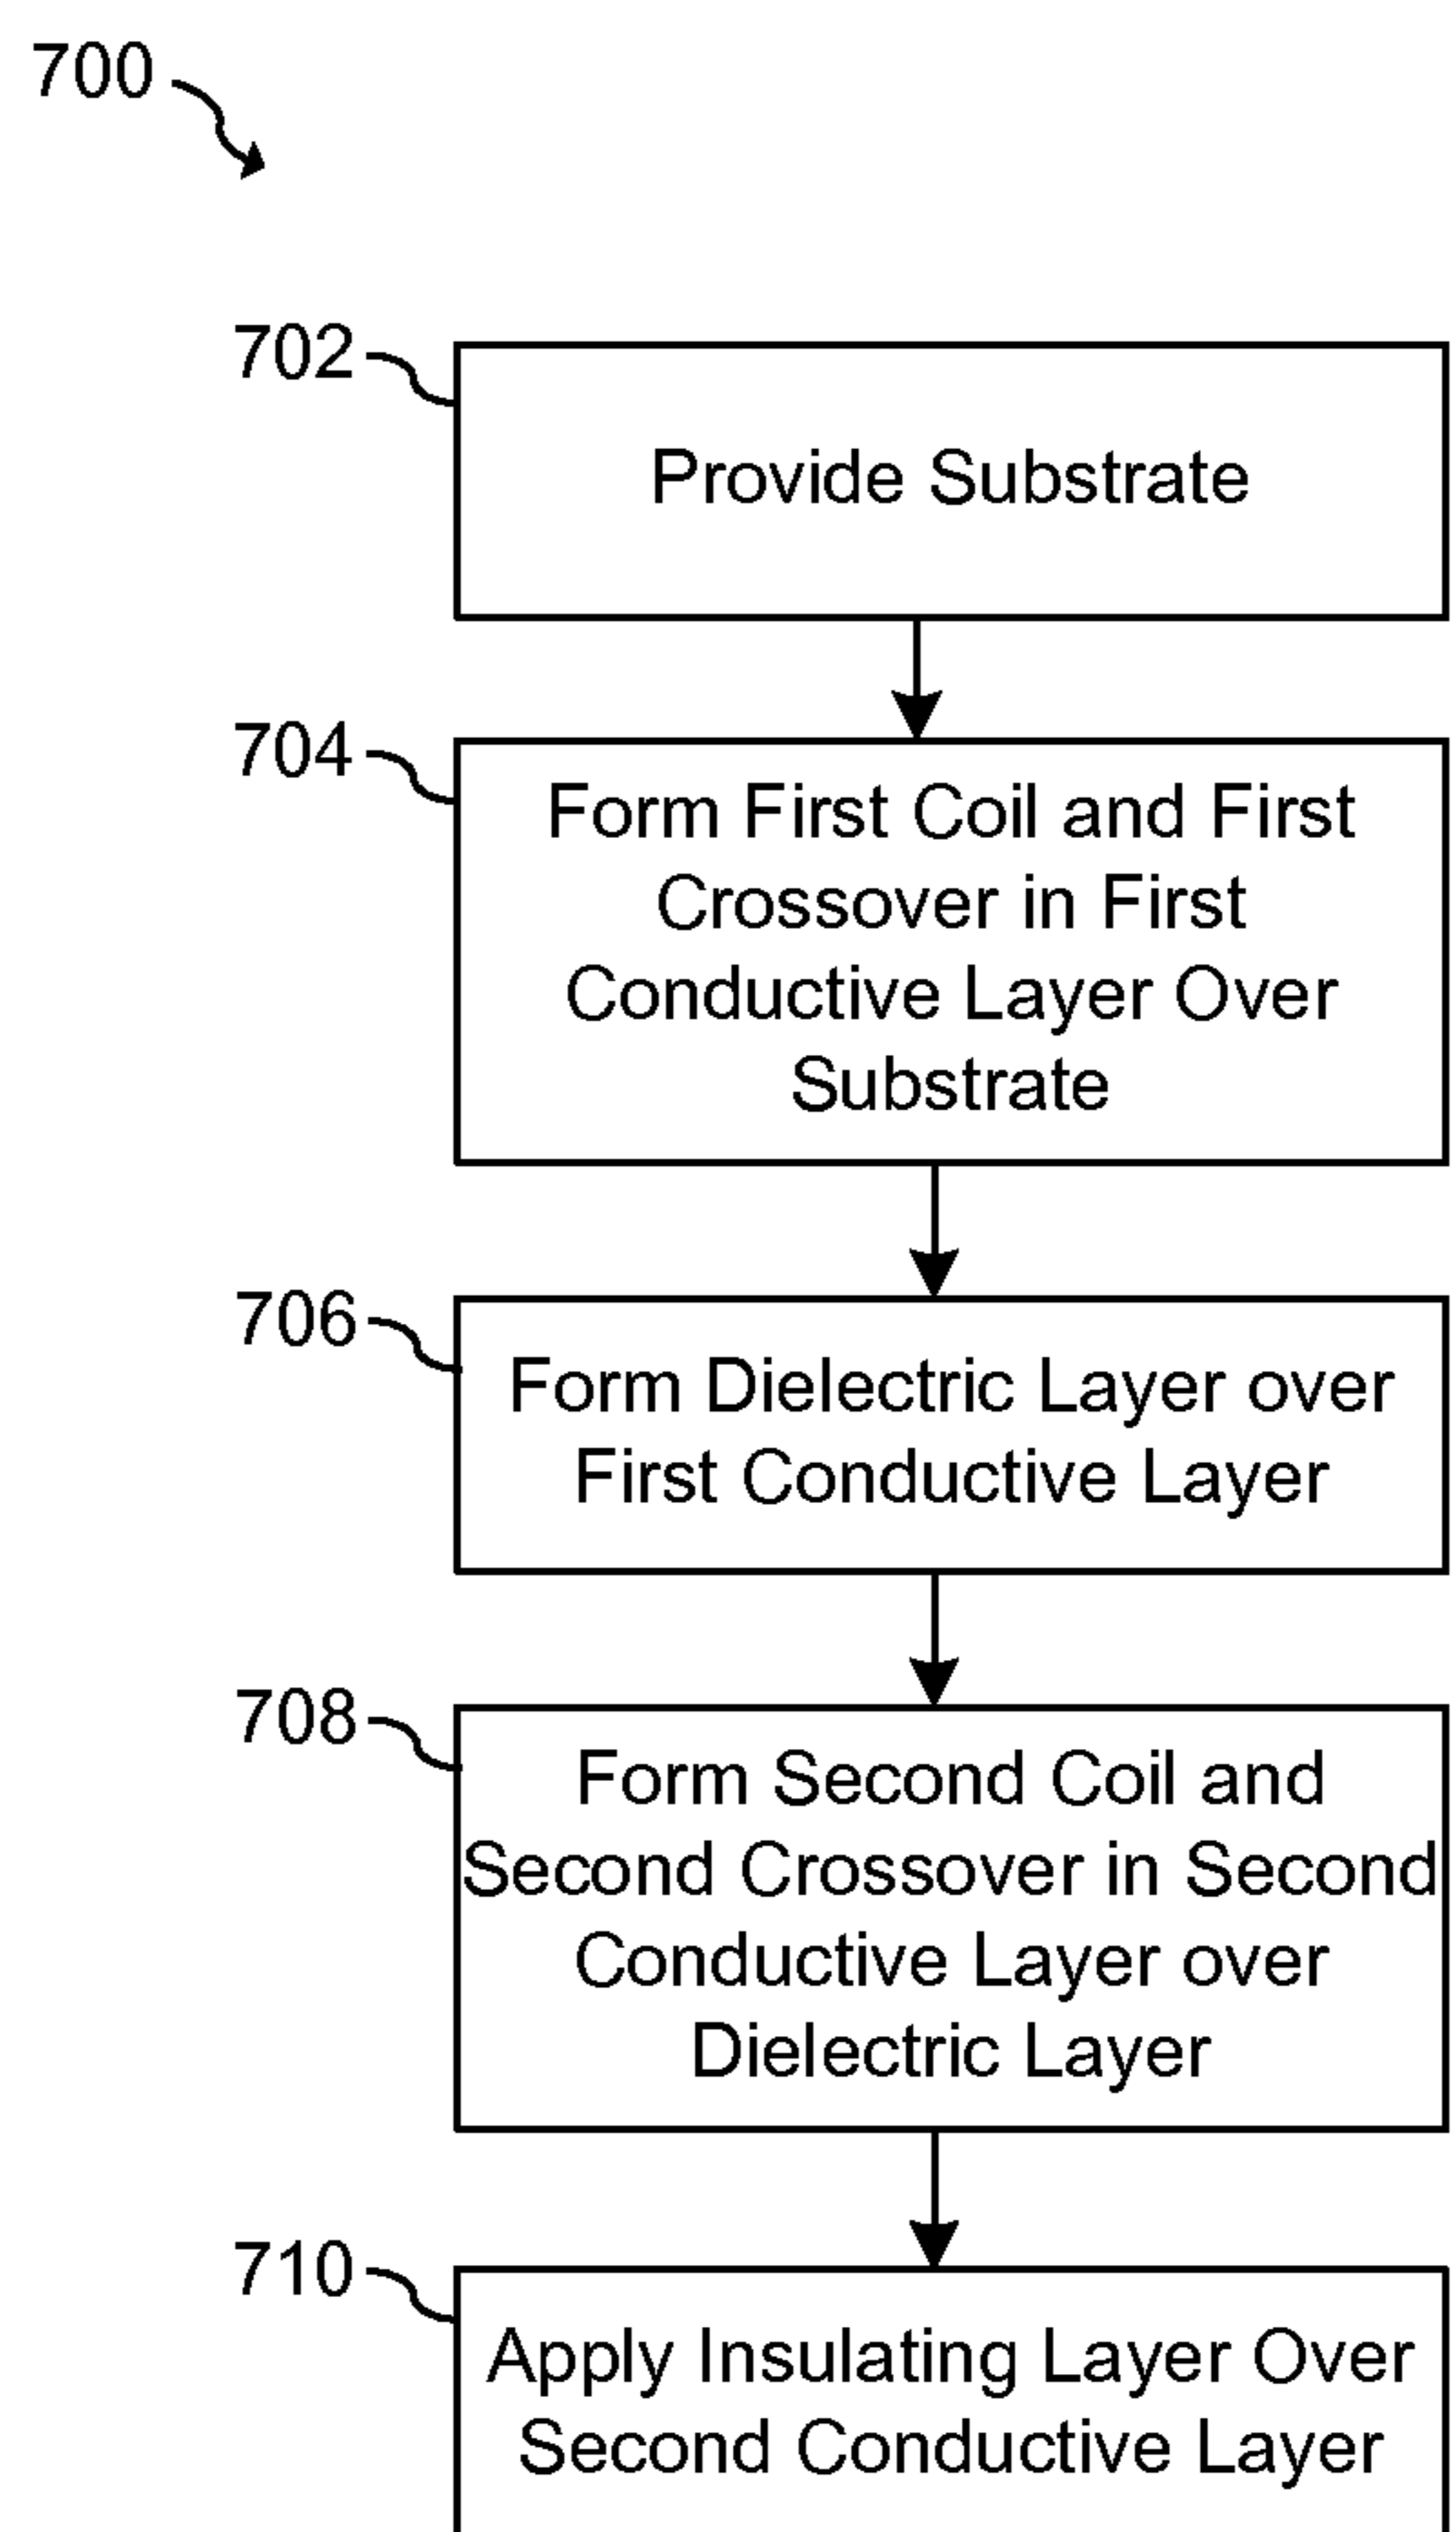 700
702
Provide Substrate
704
Form First Coil and First
Crossover in First
Conductive Layer Over
Substrate
706
Form Dielectric Layer over
First Conductive Layer
708
Form Second Coil and
Second Crossover in Second
Conductive Layer over
Dielectric Layer
710
Apply Insulating Layer Over
Second Conductive Layer